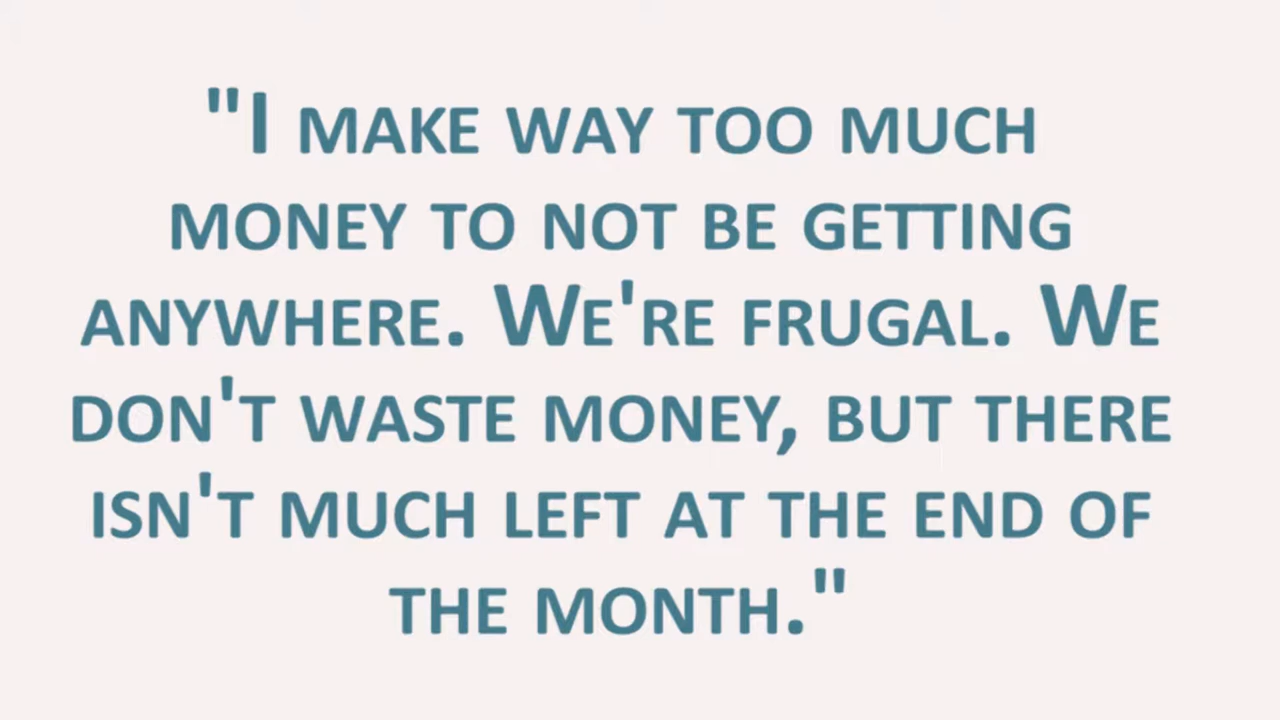 "I make way too much
money to not be getting
anywhere. We're frugal. We
don't waste money, but there
isn't much left at the end of
the month."